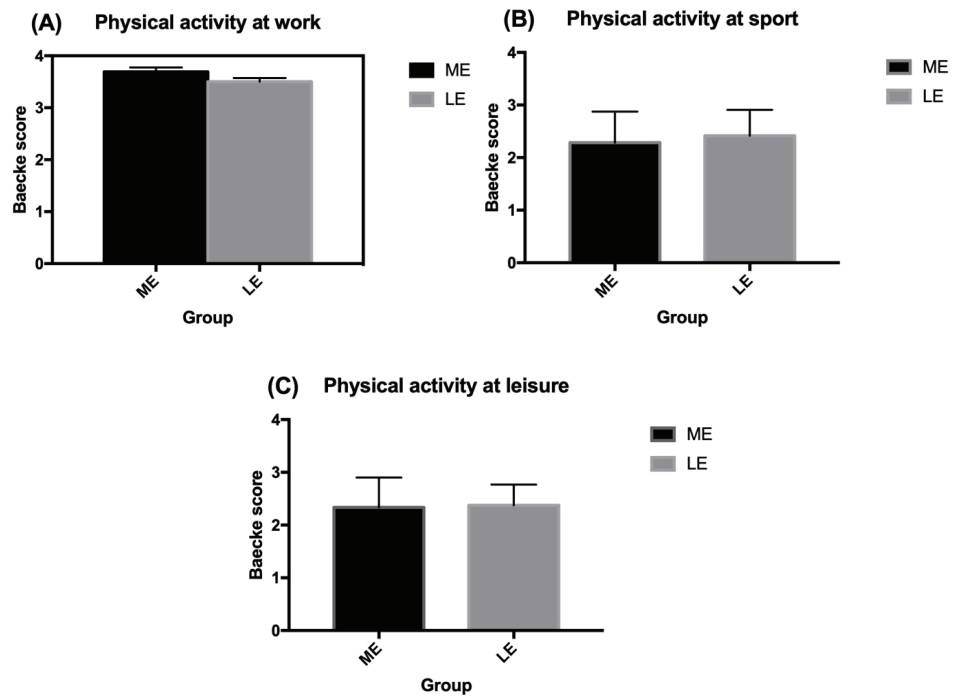 (A) Physical activity at work
4
3
2
1
0
Baecke score
ME
LE
Group
ME
LE
(B) Physical activity at sport
4
3
2
1
0
Baecke score
ME
LE
Group
ME
LE
(C) Physical activity at leisure
4
3
2
1
0
Baecke score
ME
LE
Group
ME
LE